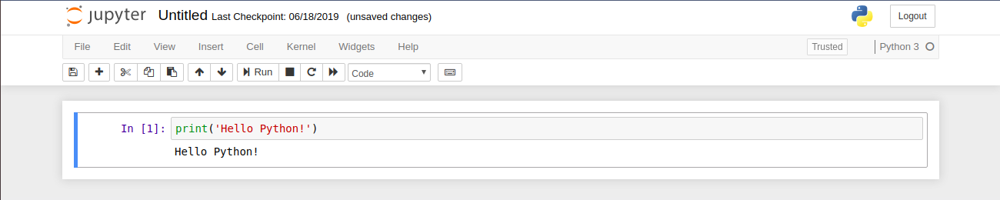 jupyter Untitled Last Checkpoint: 06/18/2019 (unsaved changes) Logout
File Edit View Insert Cell Kernel Widgets Help Trusted Python 3
Run Code
In [1]: print('Hello Python!')
Hello Python!